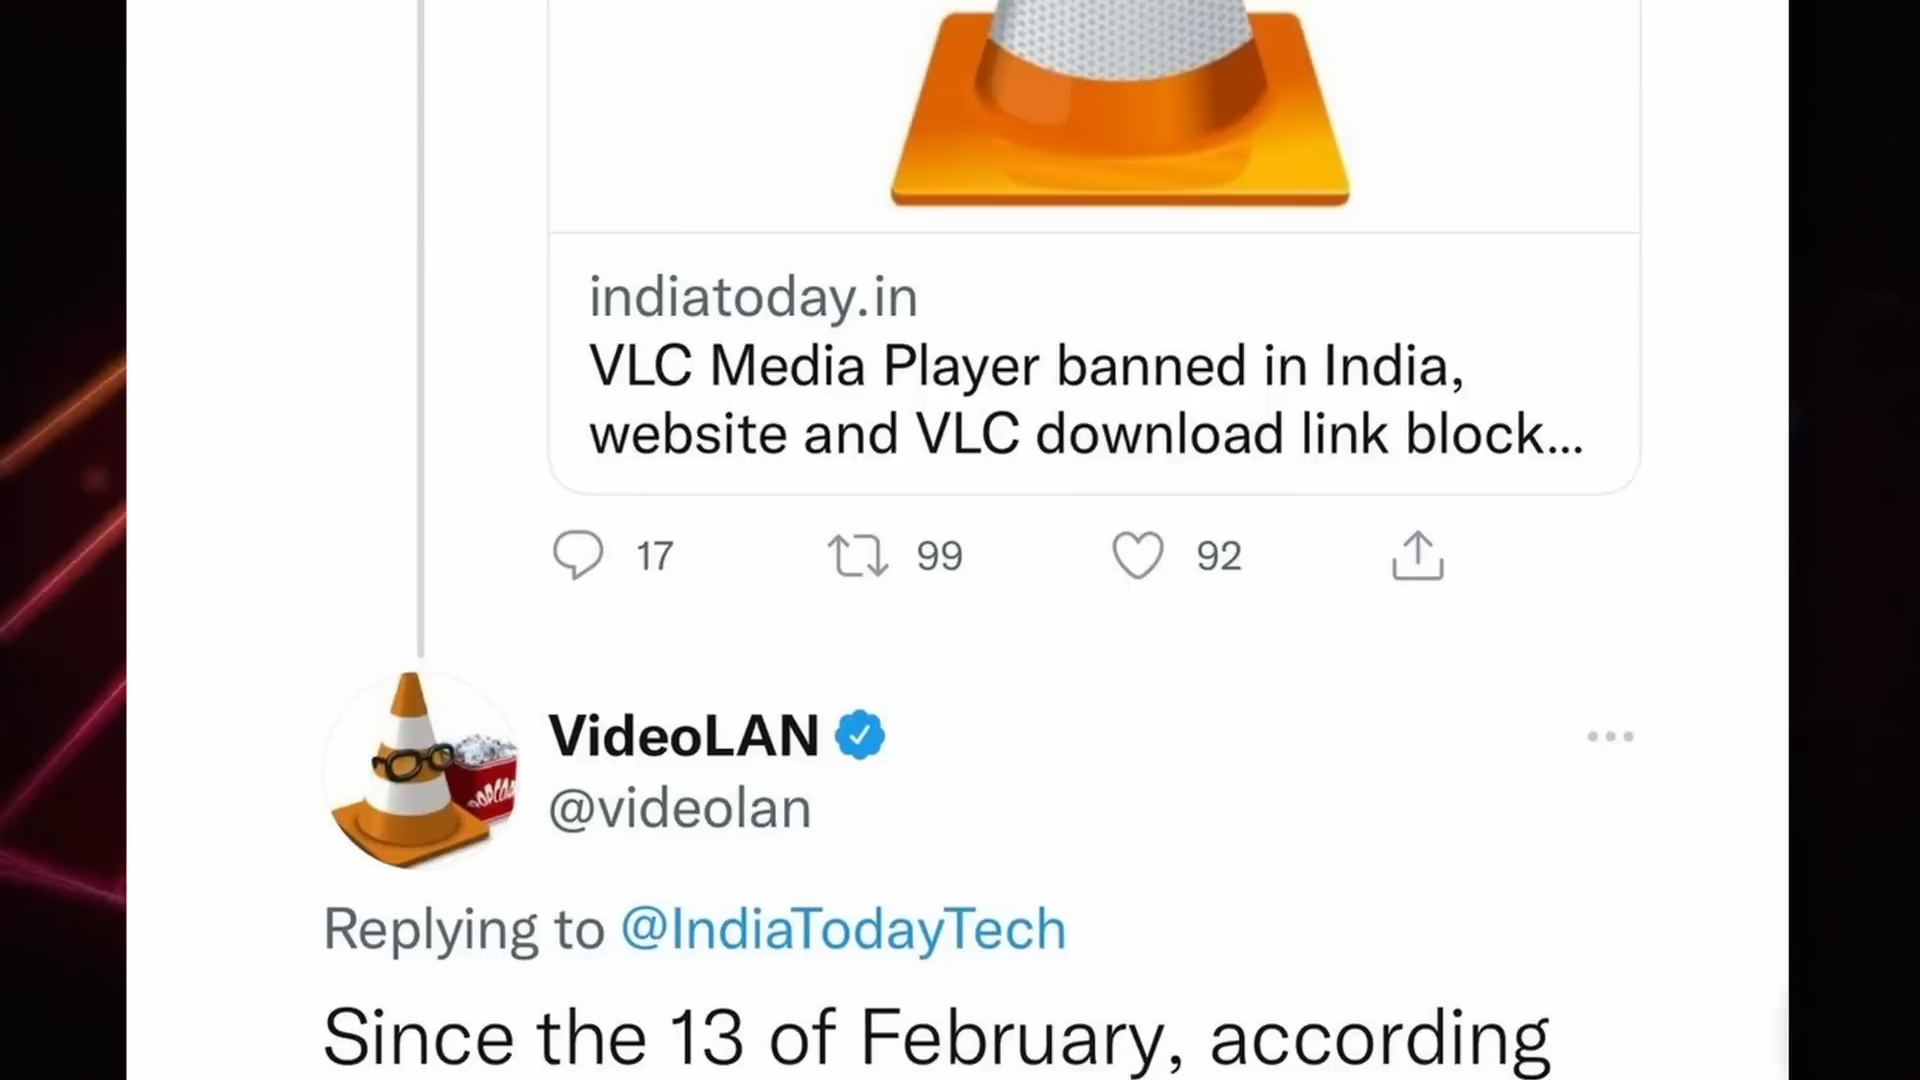 indiatoday.in
VLC Media Player banned in India,
website and VLC download link block...
17 99 92
VideoLAN
@videolan
Replying to @IndiaTodayTech
Since the 13 of February, according